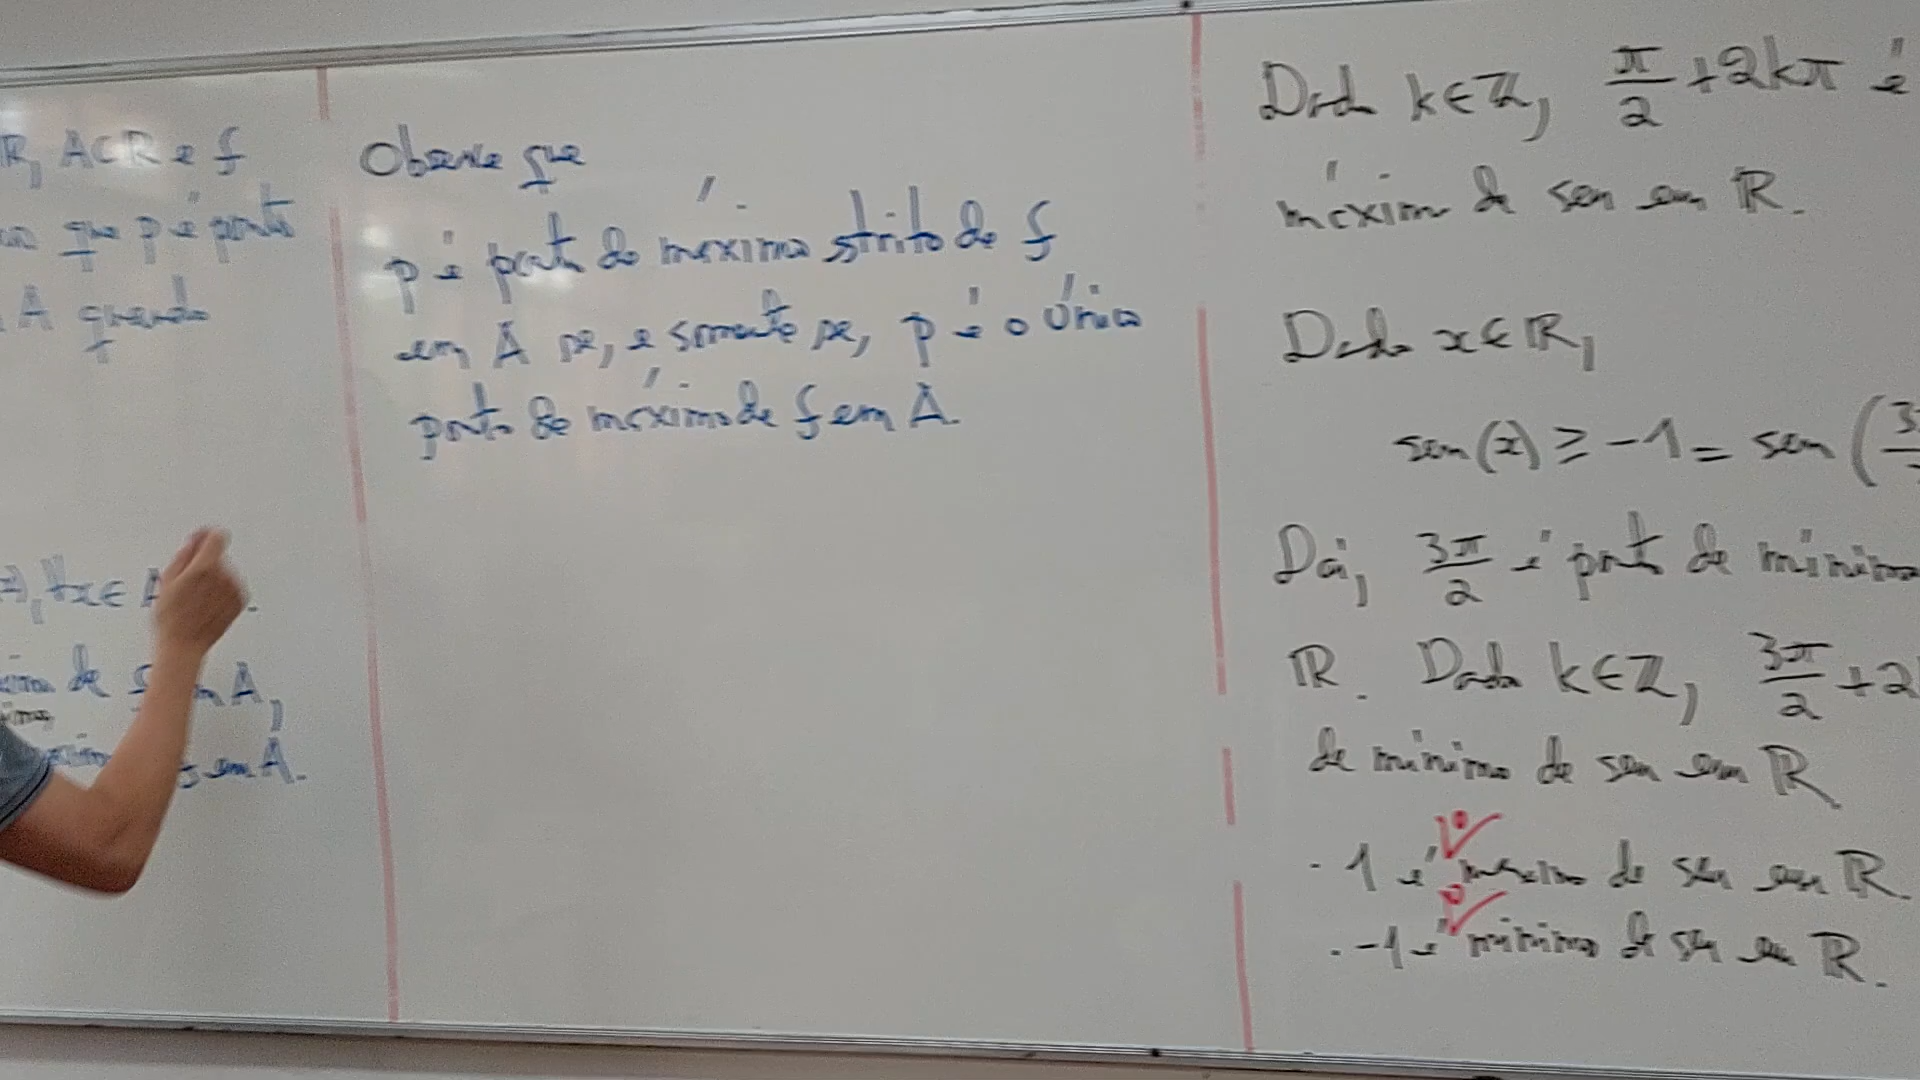 R, A⊂R e f
que p é ponto
A quando
∀x∈ A
de f em A,
f em A.
Observe que
p é ponto de máximo strito de f
em A se, e somente se, p é o único
ponto de máximo de f em A.
Dado k∈Z, π/2 +2kπ é
máximo de sen em R.
Dado x∈R,
sen(x) ≥ -1 = sen (3
Daí, 3π/2 é pnt de mínimo
R. Dado k∈Z, 3π/2 +2
de mínimo de sen em R
· 1 é o máximo de sen em R.
· -1 é o mínimo de sen em R.